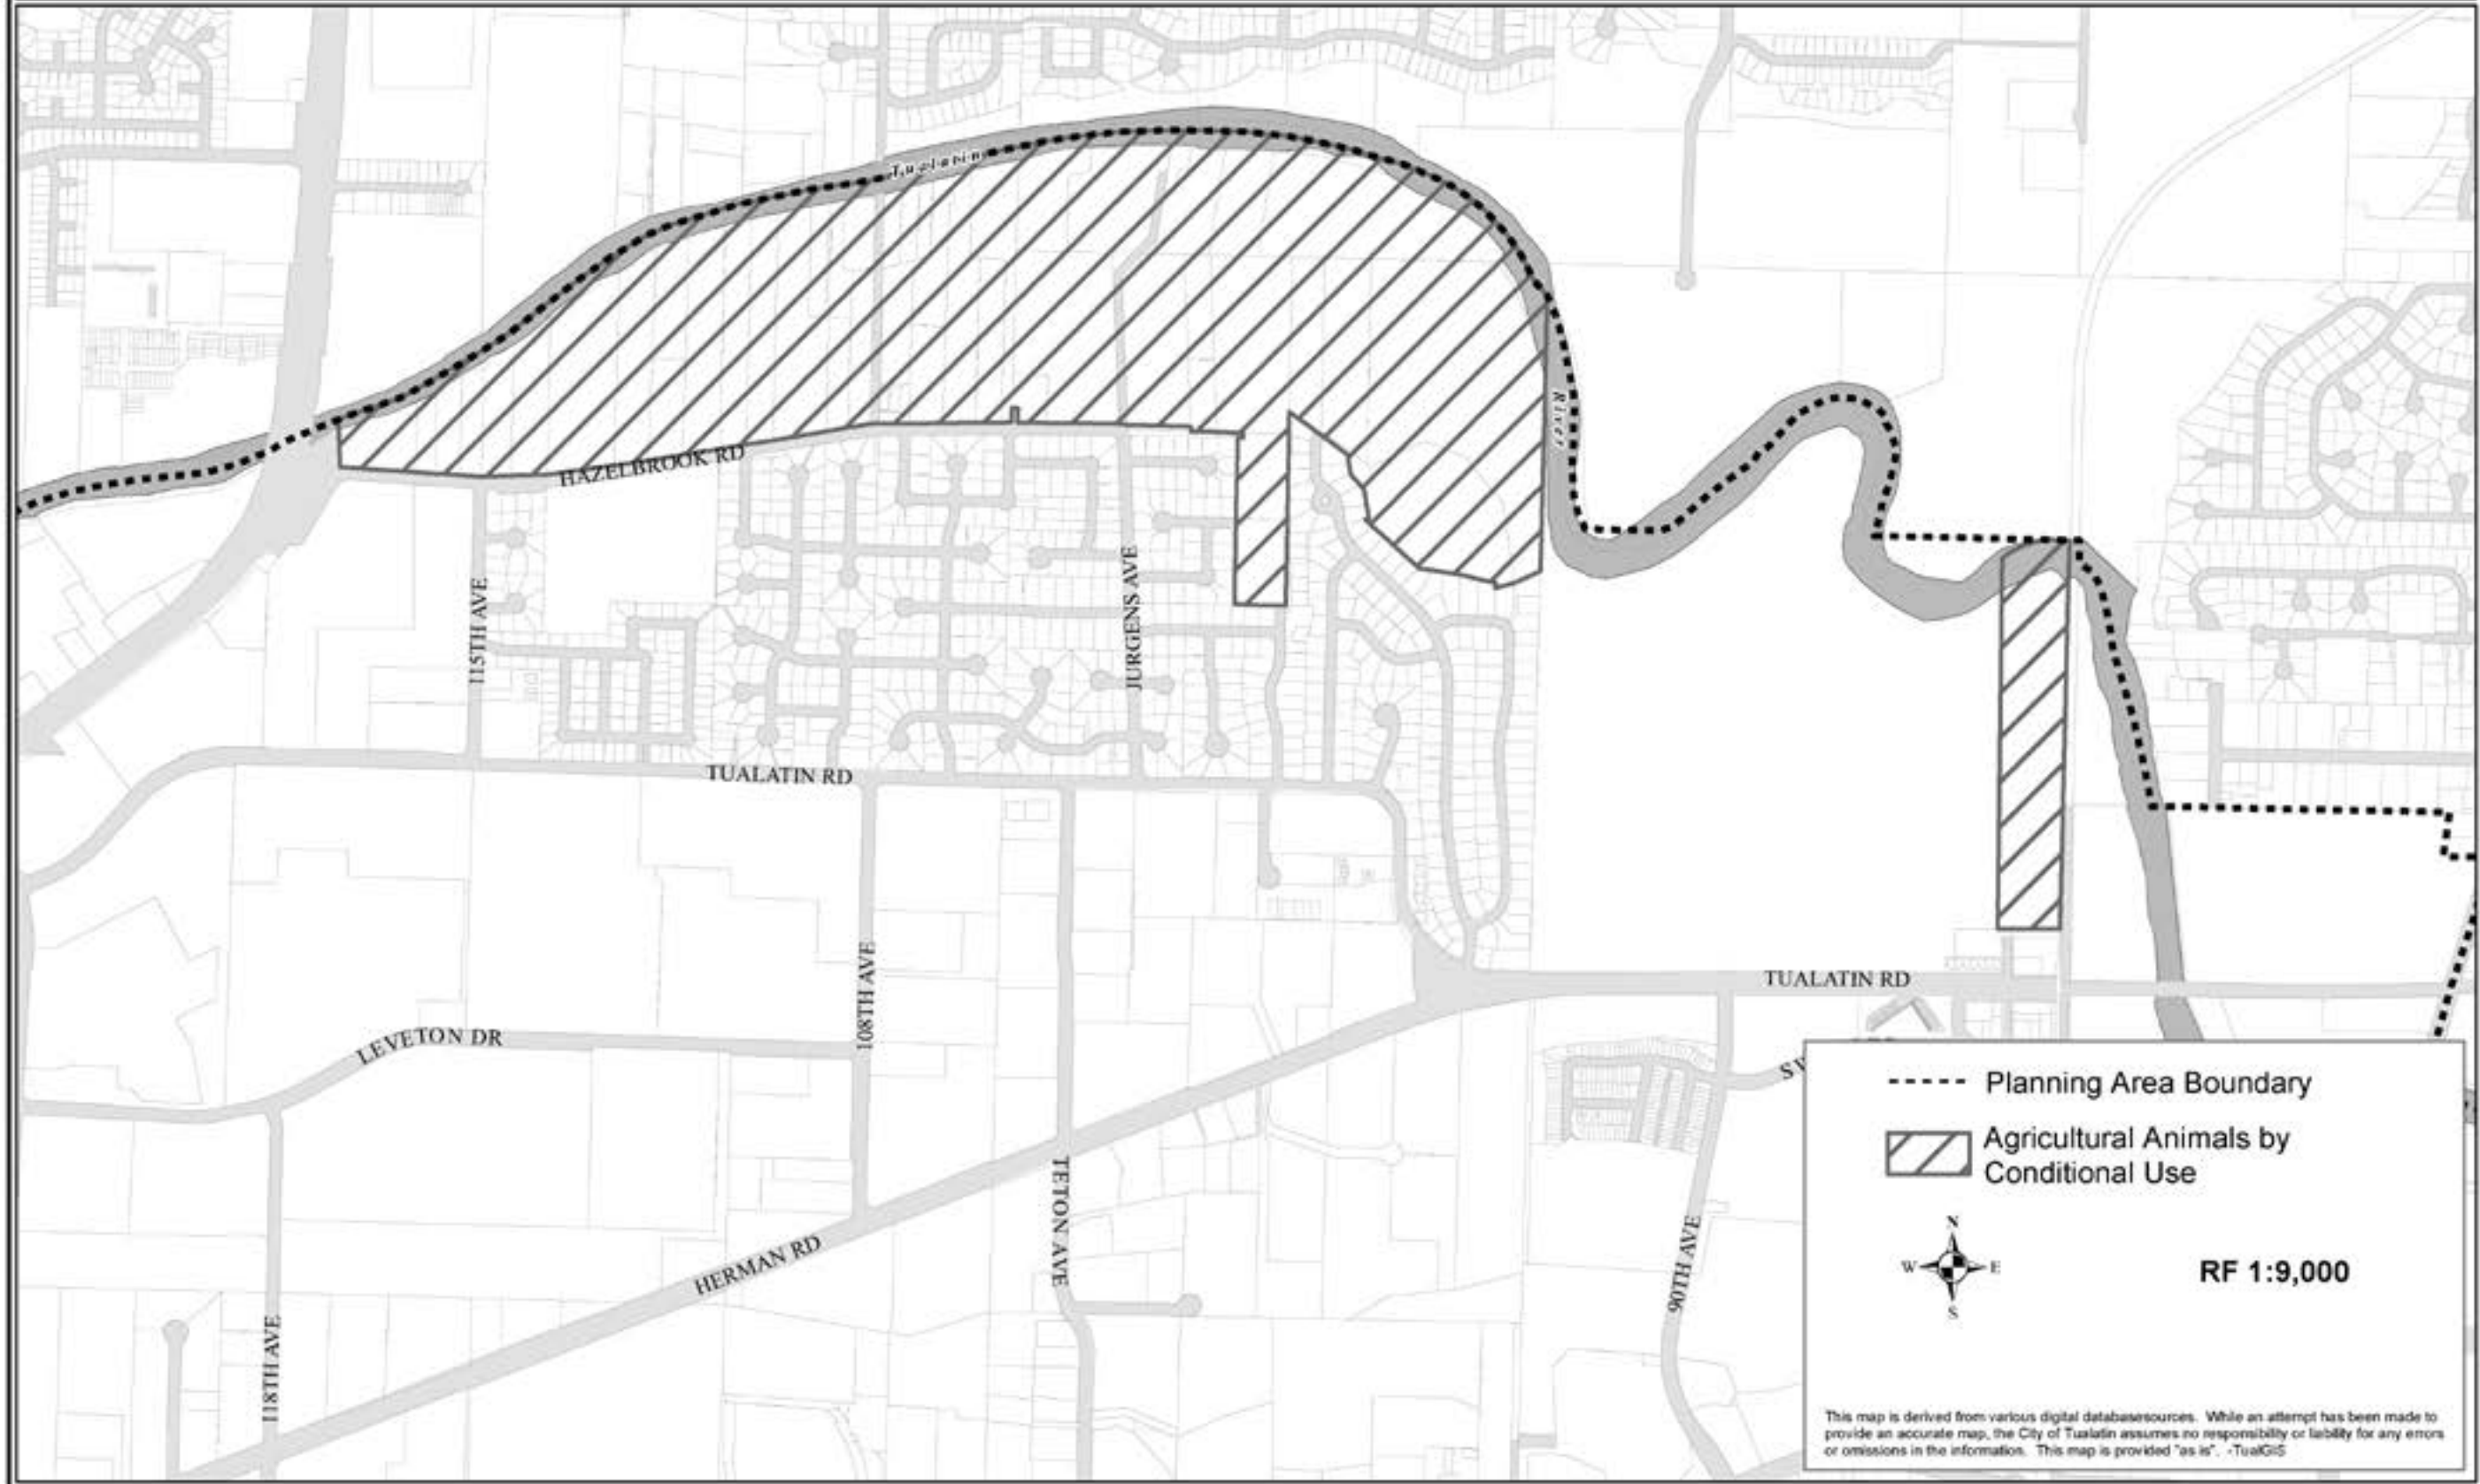 Tualatin
River
HAZELBROOK RD
115TH AVE
JURGENS AVE
TUALATIN RD
108TH AVE
TUALATIN RD
LEVETON DR
TETON AVE
HERMAN RD
90TH AVE
118TH AVE
Planning Area Boundary
Agricultural Animals by
Conditional Use
N
W E
S
RF 1:9,000
This map is derived from various digital databasesources. While an attempt has been made to
provide an accurate map, the City of Tualatin assumes no responsibility or liability for any errors
or omissions in the information. This map is provided "as is". -TualGIS